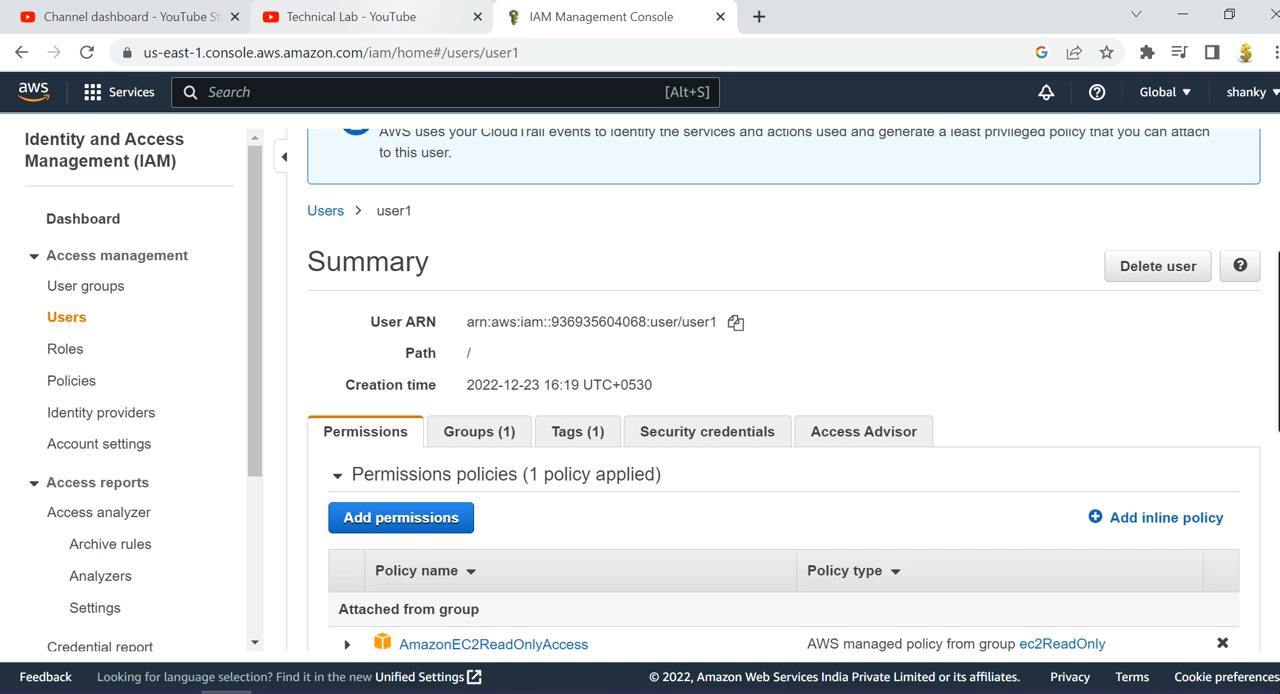 Channel dashboard - YouTube St
Technical Lab - YouTube
IAM Management Console
us-east-1.console.aws.amazon.com/iam/home#/users/user1
aws
Services
Search
[Alt+S]
Global
shanky
Identity and Access
Management (IAM)
Dashboard
Access management
User groups
Users
Roles
Policies
Identity providers
Account settings
Access reports
Access analyzer
Archive rules
Analyzers
Settings
Credential report
AWS uses your CloudTrail events to identify the services and actions used and generate a least privileged policy that you can attach
to this user.
Users > user1
Summary
Delete user
User ARN arn:aws:iam::936935604068:user/user1
Path /
Creation time 2022-12-23 16:19 UTC+0530
Permissions Groups (1) Tags (1) Security credentials Access Advisor
Permissions policies (1 policy applied)
Add permissions
Add inline policy
Policy name Policy type
Attached from group
AmazonEC2ReadOnlyAccess AWS managed policy from group ec2ReadOnly
Feedback Looking for language selection? Find it in the new Unified Settings © 2022, Amazon Web Services India Private Limited or its affiliates. Privacy Terms Cookie preferences